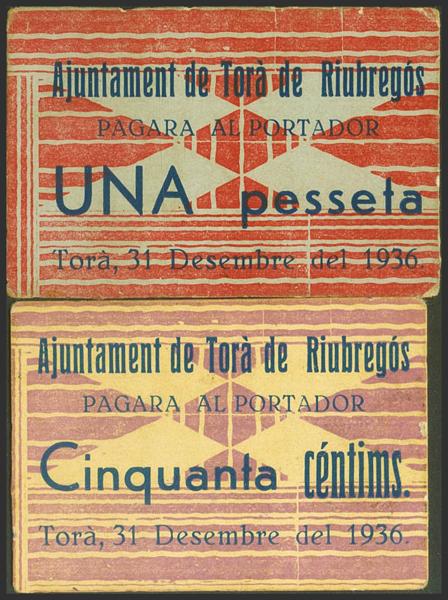 Ajuntament de Torà de Riubregós
PAGARA AL PORTADOR
UNA pesseta
Torà, 31 Desembre del 1936.
Ajuntament de Torà de Riubregós
PAGARA AL PORTADOR
Cinquanta céntims.
Torà, 31 Desembre del 1936.